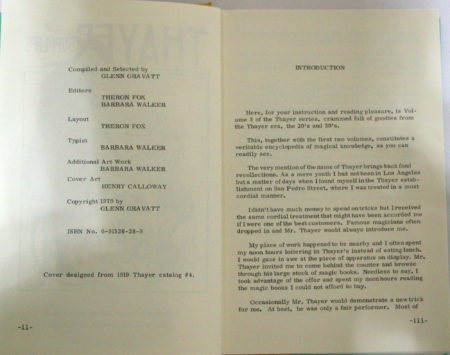 Compiled and Selected by
GLENN GRAVATT
Editors
THERON FOX
BARBARA WALKER
Layout
THERON FOX
Typist
BARBARA WALKER
Additional Art Work
BARBARA WALKER
Cover Art
HENRY CALLOWAY
Copyright 1979 by
GLENN GRAVATT
ISBN No.
Cover designed from 1919 Thayer catalog #4.
-ii-
INTRODUCTION
Here, for your instruction and reading pleasure, is Vol-
ume 3 of the Thayer series, crammed full of goodies from
the Thayer era, the 20's and 30's.
This, together with the first two volumes, constitutes a
veritable encyclopedia of magical knowledge, as you can
readily see.
The very mention of the name of Thayer brings back fond
recollections. As a mere youth I had not been in Los Angeles
but a matter of days when I found myself in the Thayer estab-
lishment on San Pedro Street, where I was treated in a most
cordial manner.
I didn't have much money to spend on tricks but I received
the same cordial treatment that might have been accorded me
if I were one of the best customers. Famous magicians often
dropped in and Mr. Thayer would always introduce me.
My place of work happened to be nearby and I often spent
my noon hours loitering in Thayer's instead of eating lunch.
I would gaze in awe at the piece of apparatus on display. Mr.
Thayer invited me to come behind the counter and browse
through his large stock of magic books. Needless to say, I
took advantage of the offer and spent my noon hours reading
the magic books I could not afford to buy.
Occasionally Mr. Thayer would demonstrate a new trick
for me. At best, he was only a fair performer. Most of
-iii-